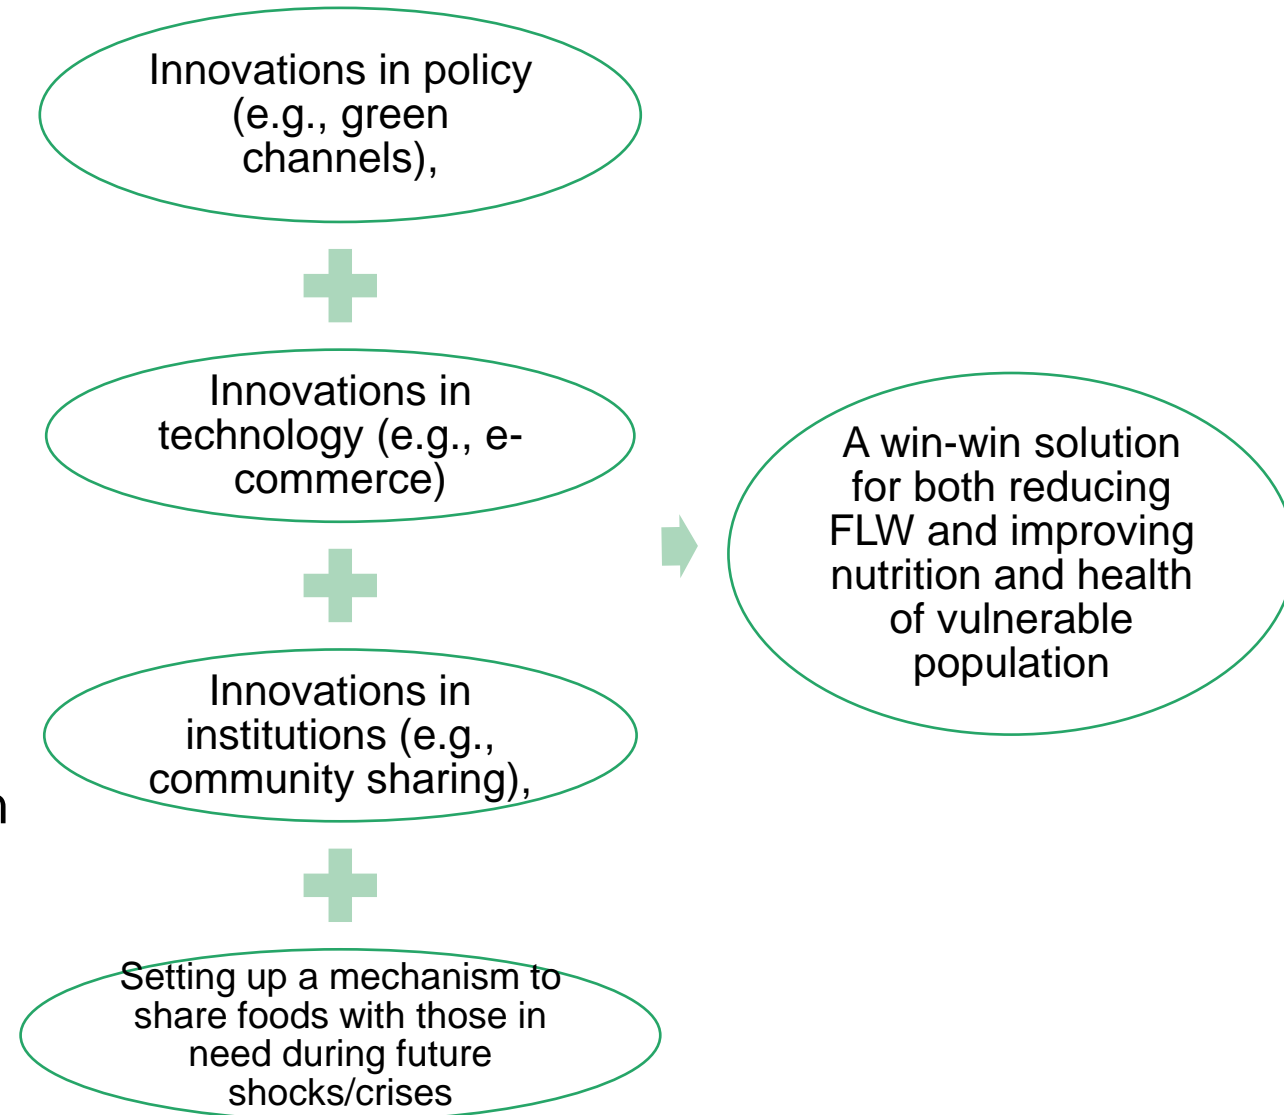 Innovations in policy
(e.g., green
channels),
Innovations in
technology (e.g., e-
commerce)
Innovations in
institutions (e.g.,
community sharing),
Setting up a mechanism to
share foods with those in
need during future
shocks/crises
A win-win solution
for both reducing
FLW and improving
nutrition and health
of vulnerable
population